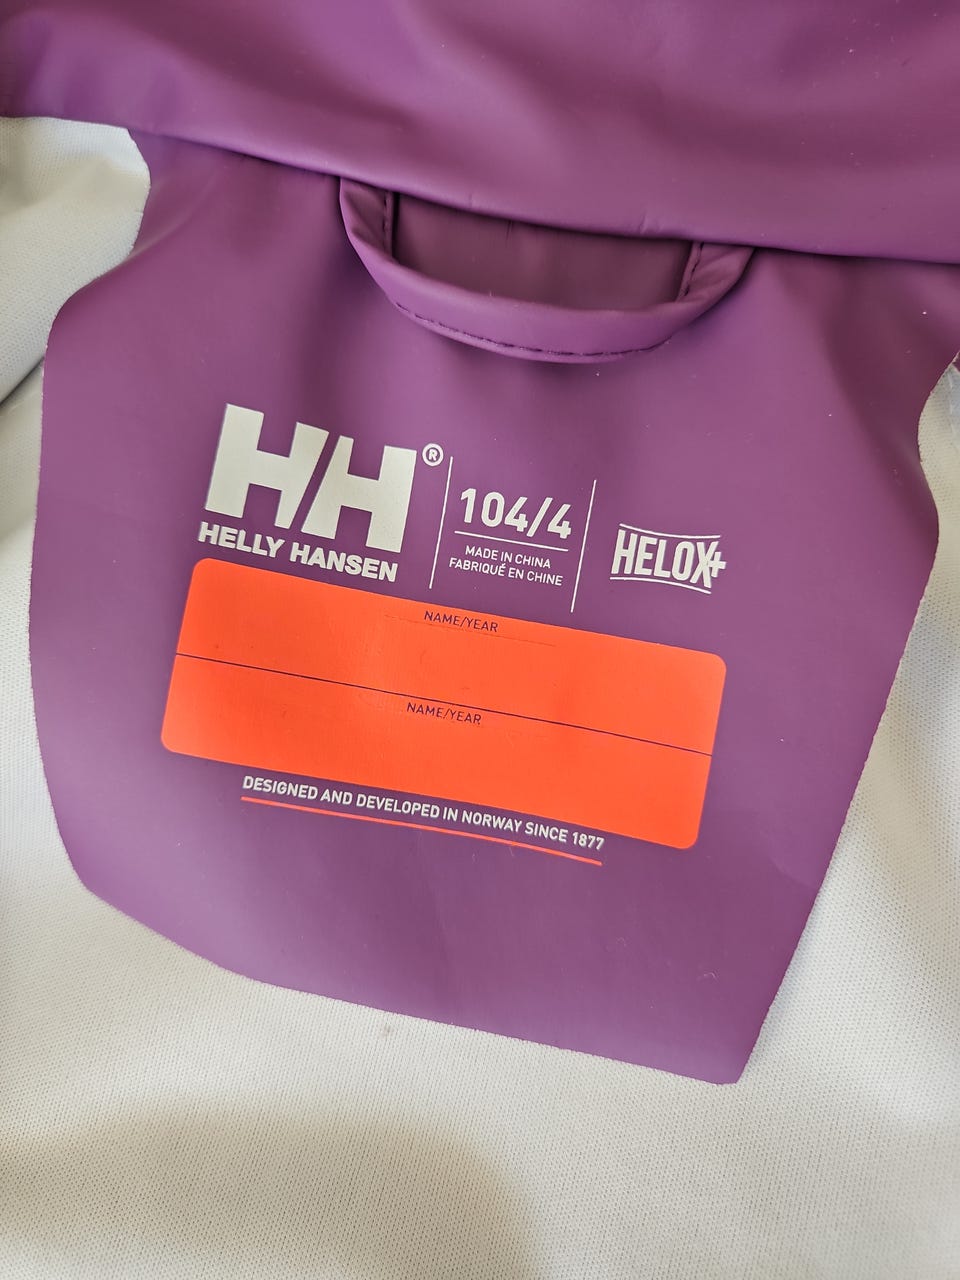 HH®
HELLY HANSEN
104/4
MADE IN CHINA
FABRIQUÉ EN CHINE
HELOX+
NAME/YEAR
NAME/YEAR
DESIGNED AND DEVELOPED IN NORWAY SINCE 1877